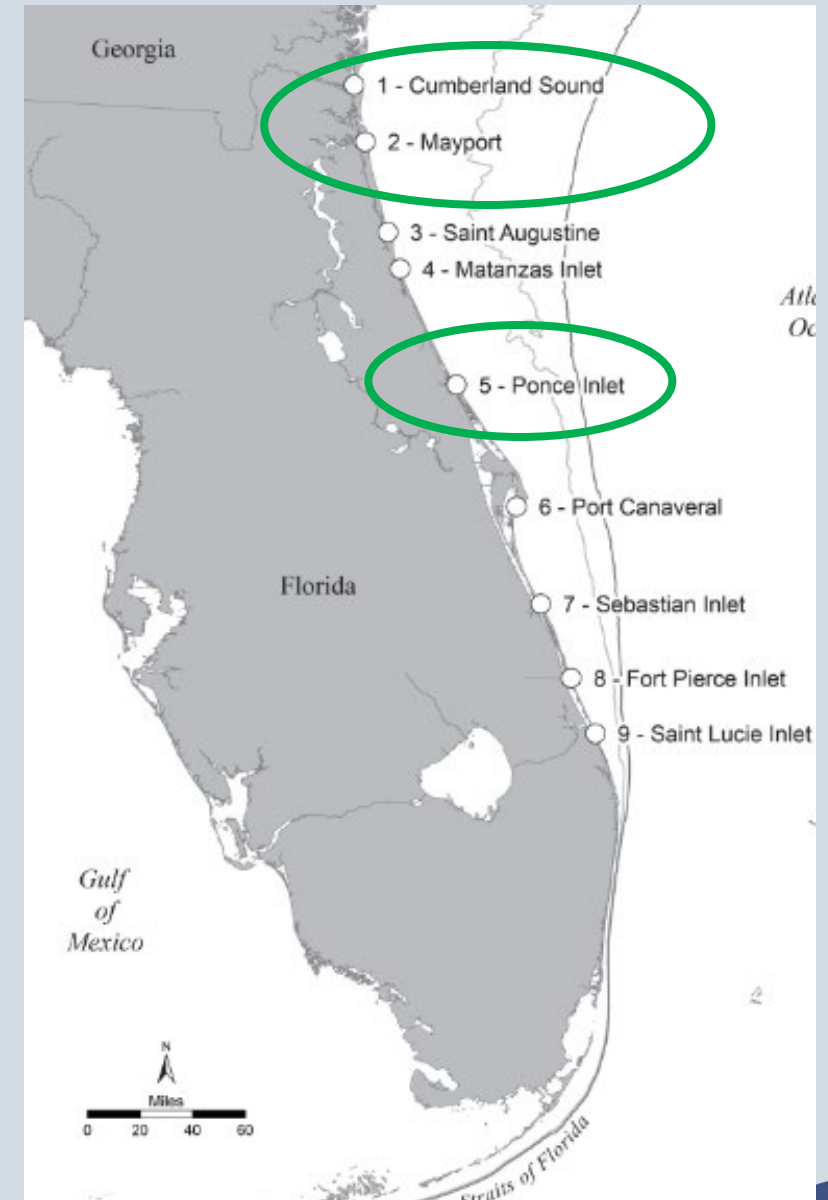 Georgia
1 - Cumberland Sound
2 - Mayport
3 - Saint Augustine
4 - Matanzas Inlet
5 - Ponce Inlet
6 - Port Canaveral
Florida
7 - Sebastian Inlet
8 - Fort Pierce Inlet
9 - Saint Lucie Inlet
Gulf
of
Mexico
N
Miles
0 20 40 60
Straits of Florida